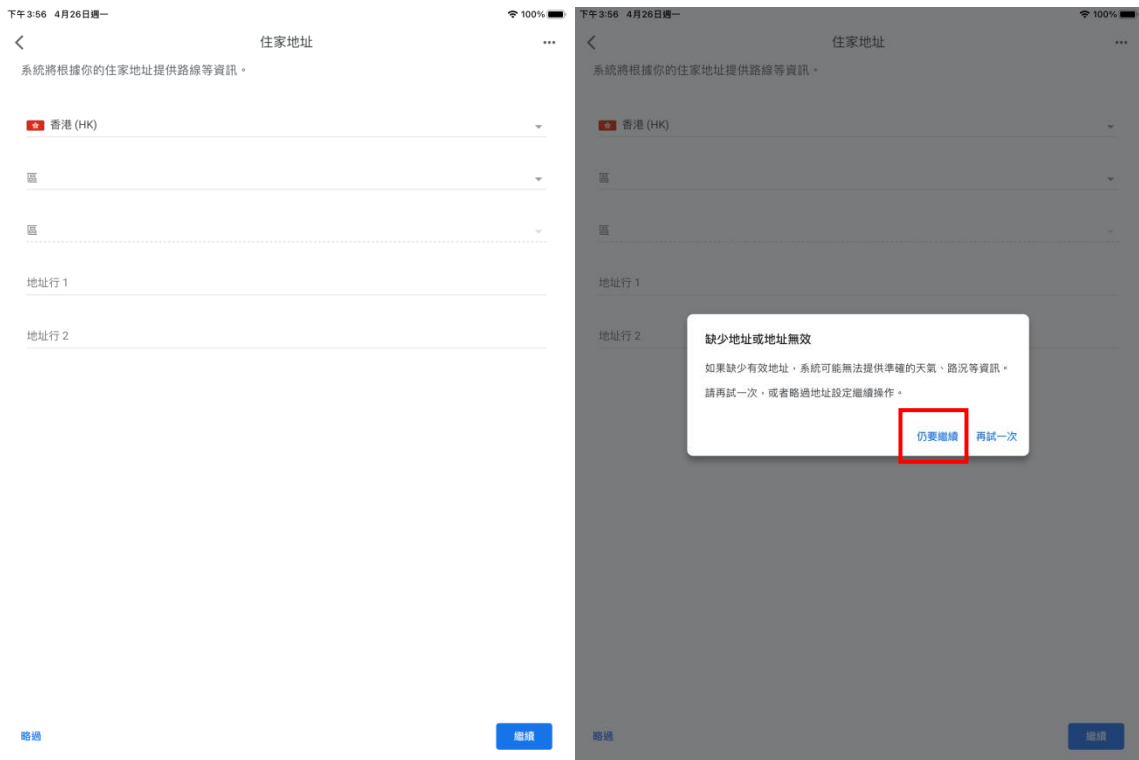 下午3:56 4月26日週一
100%
住家地址
系統將根據你的住家地址提供路線等資訊。
香港 (HK)
區
區
地址行 1
地址行 2
略過
繼續
下午3:56 4月26日週一
100%
住家地址
系統將根據你的住家地址提供路線等資訊。
香港 (HK)
區
區
地址行 1
地址行 2
缺少地址或地址無效
如果缺少有效地址，系統可能無法提供準確的天氣、路況等資訊。
請再試一次，或者略過地址設定繼續操作。
仍要繼續 再試一次
略過
繼續